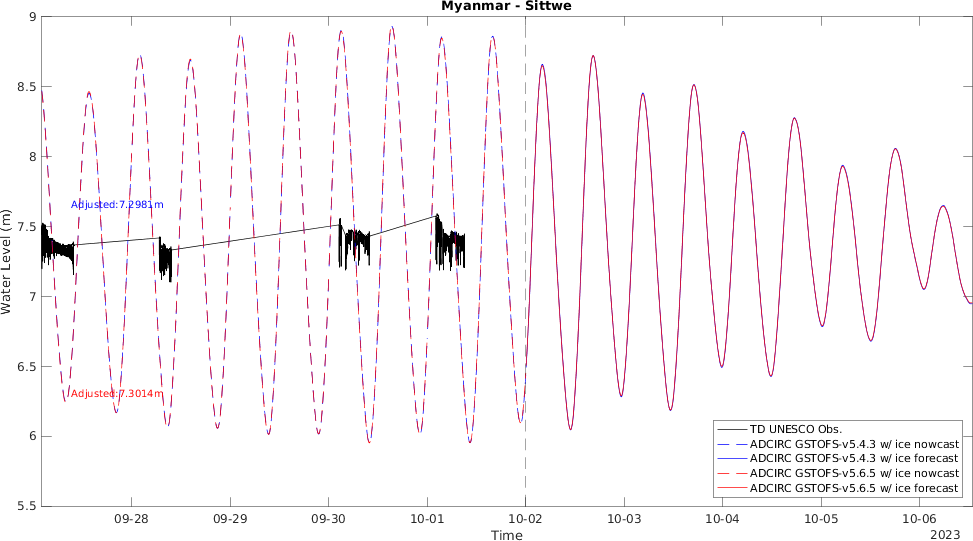 Myanmar - Sittwe
9
8.5
8
7.5
7
6.5
6
5.5
Water Level (m)
Adjusted:7.2981m
Adjusted:7.3014m
TD UNESCO Obs.
ADCIRC GSTOFS-v5.4.3 w/ ice nowcast
ADCIRC GSTOFS-v5.4.3 w/ ice forecast
ADCIRC GSTOFS-v5.6.5 w/ ice nowcast
ADCIRC GSTOFS-v5.6.5 w/ ice forecast
09-28 09-29 09-30 10-01 10-02 10-03 10-04 10-05 10-06
Time
2023